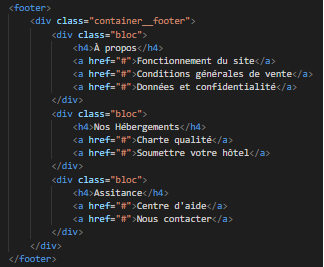 <footer>
<div class="container__footer">
<div class="bloc">
<h4>À propos</h4>
<a href="#">Fonctionnement du site</a>
<a href="#">Conditions générales de vente</a>
<a href="#">Données et confidentialité</a>
</div>
<div class="bloc">
<h4>Nos Hébergements</h4>
<a href="#">Charte qualité</a>
<a href="#">Soumettre votre hôtel</a>
</div>
<div class="bloc">
<h4>Assitance</h4>
<a href="#">Centre d'aide</a>
<a href="#">Nous contacter</a>
</div>
</div>
</footer>